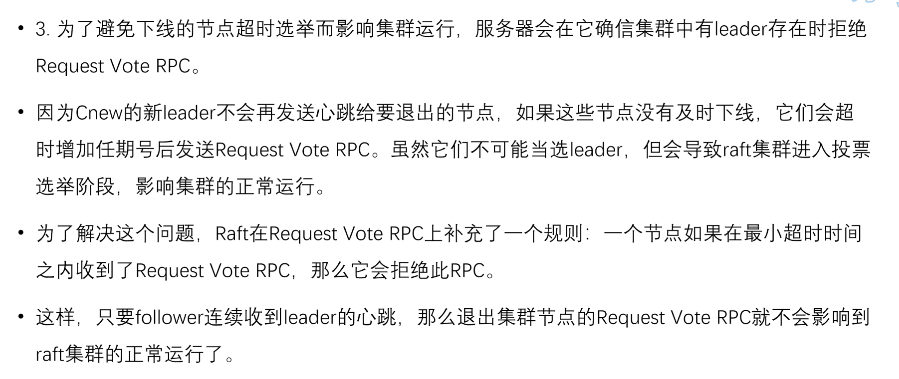 • 3. 为了避免下线的节点超时选举而影响集群运行，服务器会在它确信集群中有leader存在时拒绝
Request Vote RPC。
• 因为Cnew的新leader不会再发送心跳给要退出的节点，如果这些节点没有及时下线，它们会超
时增加任期号后发送Request Vote RPC。虽然它们不可能当选leader，但会导致raft集群进入投票
选举阶段，影响集群的正常运行。
• 为了解决这个问题，Raft在Request Vote RPC上补充了一个规则：一个节点如果在最小超时时间
之内收到了Request Vote RPC，那么它会拒绝此RPC。
• 这样，只要follower连续收到leader的心跳，那么退出集群节点的Request Vote RPC就不会影响到
raft集群的正常运行了。